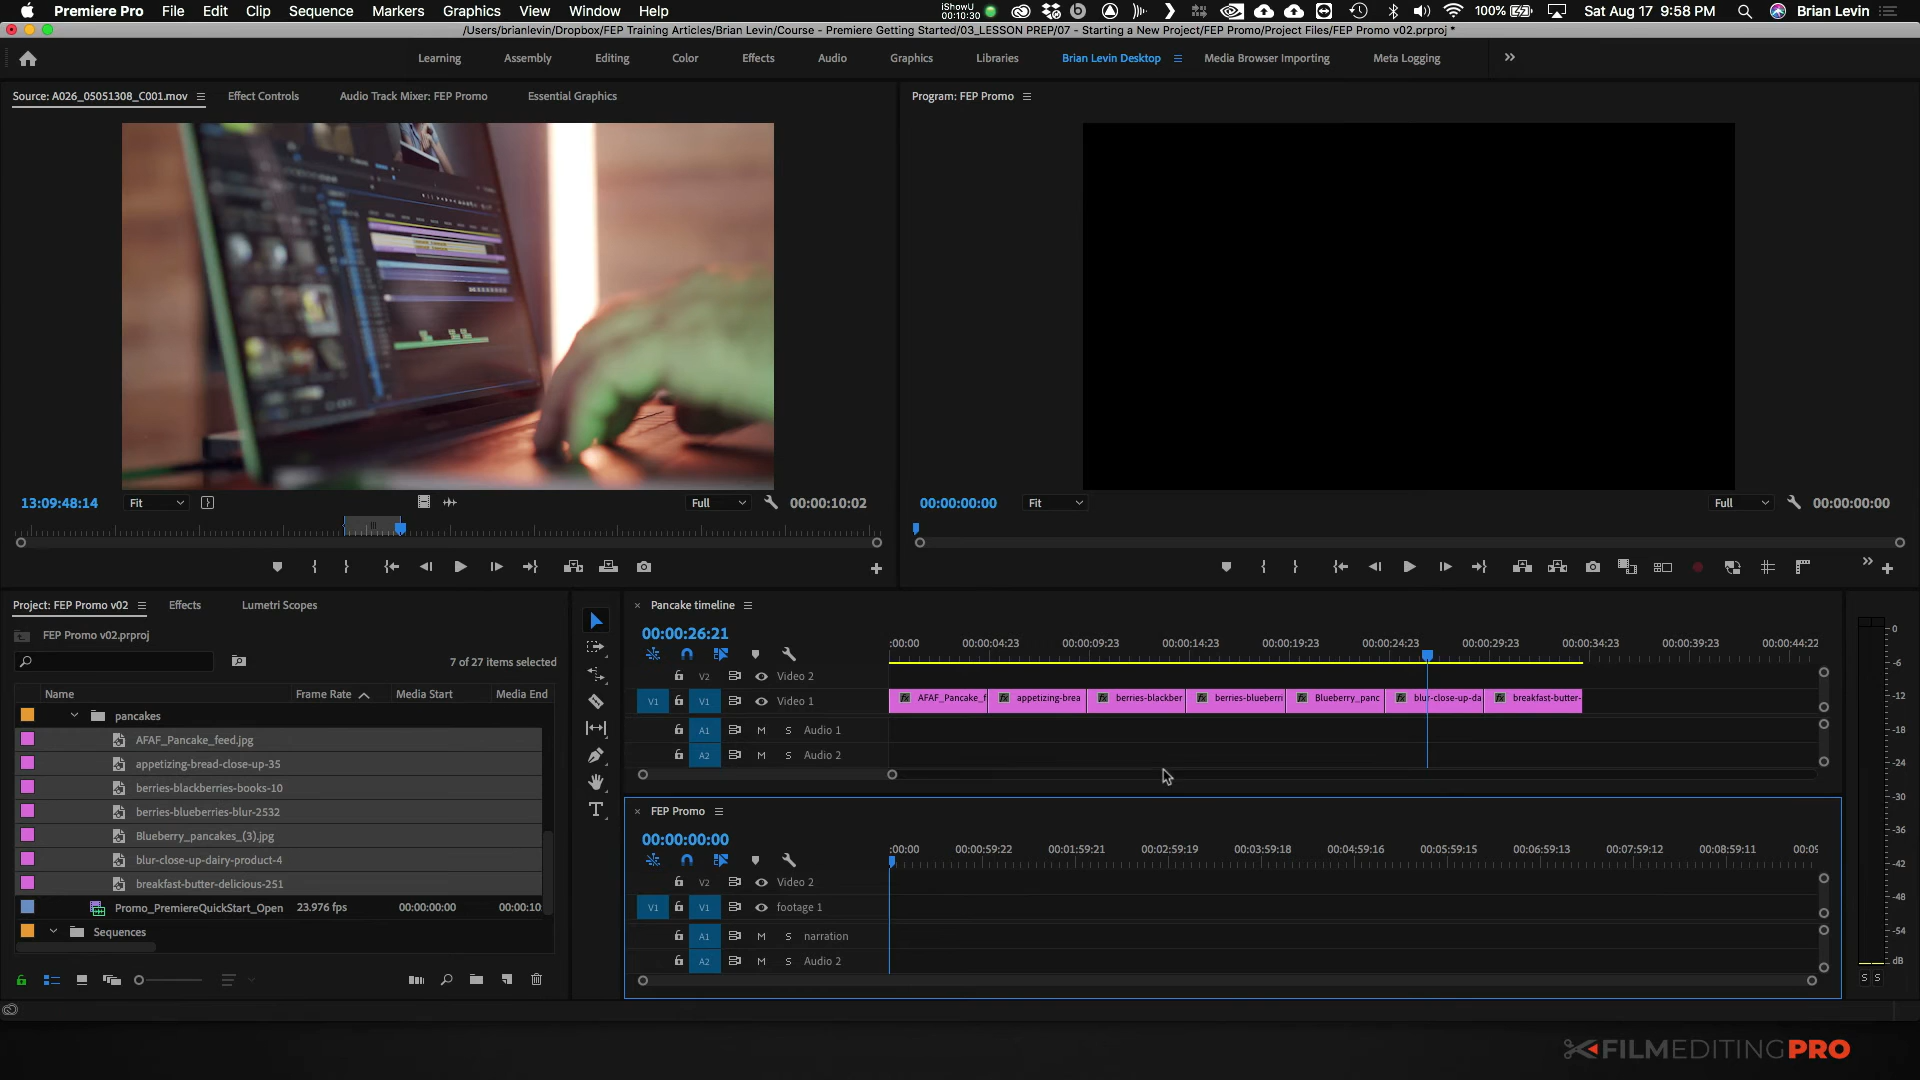 Premiere Pro File Edit Clip Sequence Markers Graphics View Window Help iShowU 00:10:30 100% Sat Aug 17 9:58 PM Brian Levin
/Users/brianlevin/Dropbox/FEP Training Articles/Brian Levin/Course - Premiere Getting Started/03_LESSON PREP/07 - Starting a New Project/FEP Promo/Project Files/FEP Promo v02.prproj *
Learning Assembly Editing Color Effects Audio Graphics Libraries Brian Levin Desktop Meta Browser Importing Meta Logging
Source: A026_05051308_C001.mov Effect Controls Audio Track Mixer: FEP Promo Essential Graphics Program: FEP Promo
13:09:48:14 Fit Full 00:00:10:02 00:00:00:00 Fit Full 00:00:00:00
Project: FEP Promo v02 Effects Lumetri Scopes
FEP Promo v02.prproj
7 of 27 items selected
Name Frame Rate Media Start Media End
pancakes
AFAF_Pancake_feed.jpg
appetizing-bread-close-up-35
berries-blackberries-books-10
berries-blueberries-blur-2532
Blueberry_pancakes_(3).jpg
blur-close-up-dairy-product-4
breakfast-butter-delicious-251
Promo_PremiereQuickStart_Open 23.976 fps 00:00:00:00 00:00:10
Sequences
× Pancake timeline
00:00:26:21
:00:00 00:00:04:23 00:00:09:23 00:00:14:23 00:00:19:23 00:00:24:23 00:00:29:23 00:00:34:23 00:00:39:23 00:00:44:22
V2 Video 2
V1 V1 Video 1 fx AFAF_Pancake_f fx appetizing-brea fx berries-blackber fx berries-blueberri fx Blueberry_panc fx blur-close-up-da fx breakfast-butter-
A1 M S Audio 1
A2 M S Audio 2
× FEP Promo
00:00:00:00
:00:00 00:00:59:22 00:01:59:21 00:02:59:19 00:03:59:18 00:04:59:16 00:05:59:15 00:06:59:13 00:07:59:12 00:08:59:11 00:09
V2 Video 2
V1 V1 footage 1
A1 M S narration
A2 M S Audio 2
0
-6
-12
-18
-24
-30
-36
-42
-48
-54
dB
S S
FILMEDITINGPRO